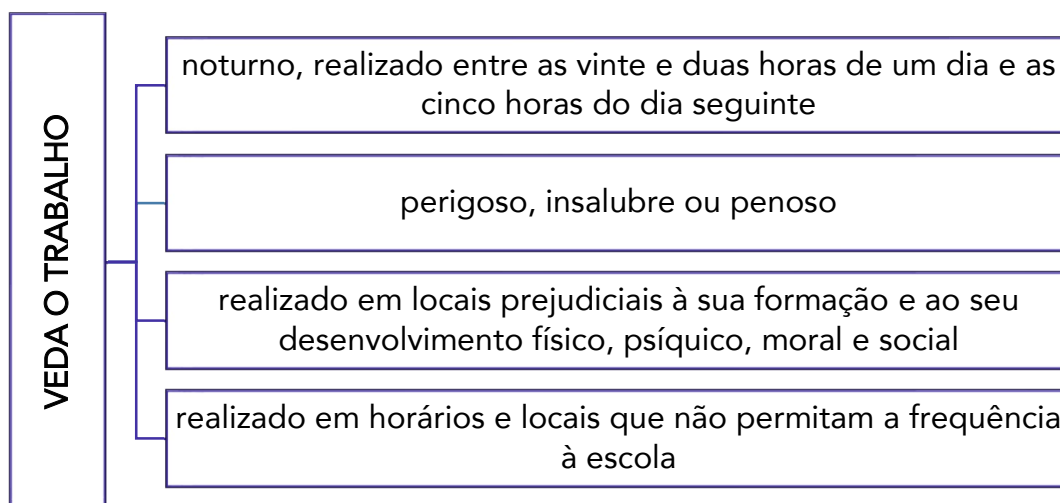 VEDA O TRABALHO
noturno, realizado entre as vinte e duas horas de um dia e as
cinco horas do dia seguinte
perigoso, insalubre ou penoso
realizado em locais prejudiciais à sua formação e ao seu
desenvolvimento físico, psíquico, moral e social
realizado em horários e locais que não permitam a frequência
à escola